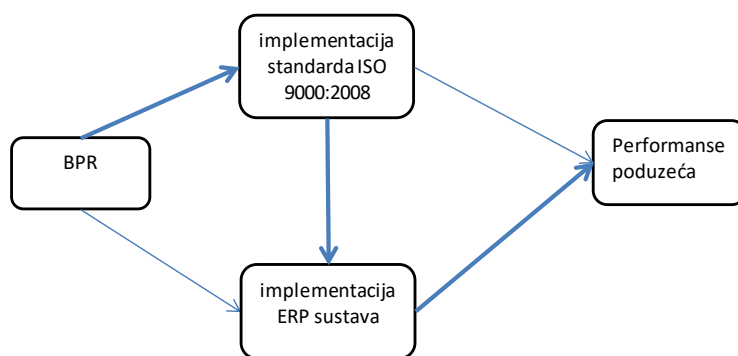 implementacija
standarda ISO
9000:2008
BPR
Performanse
poduzeća
implementacija
ERP sustava